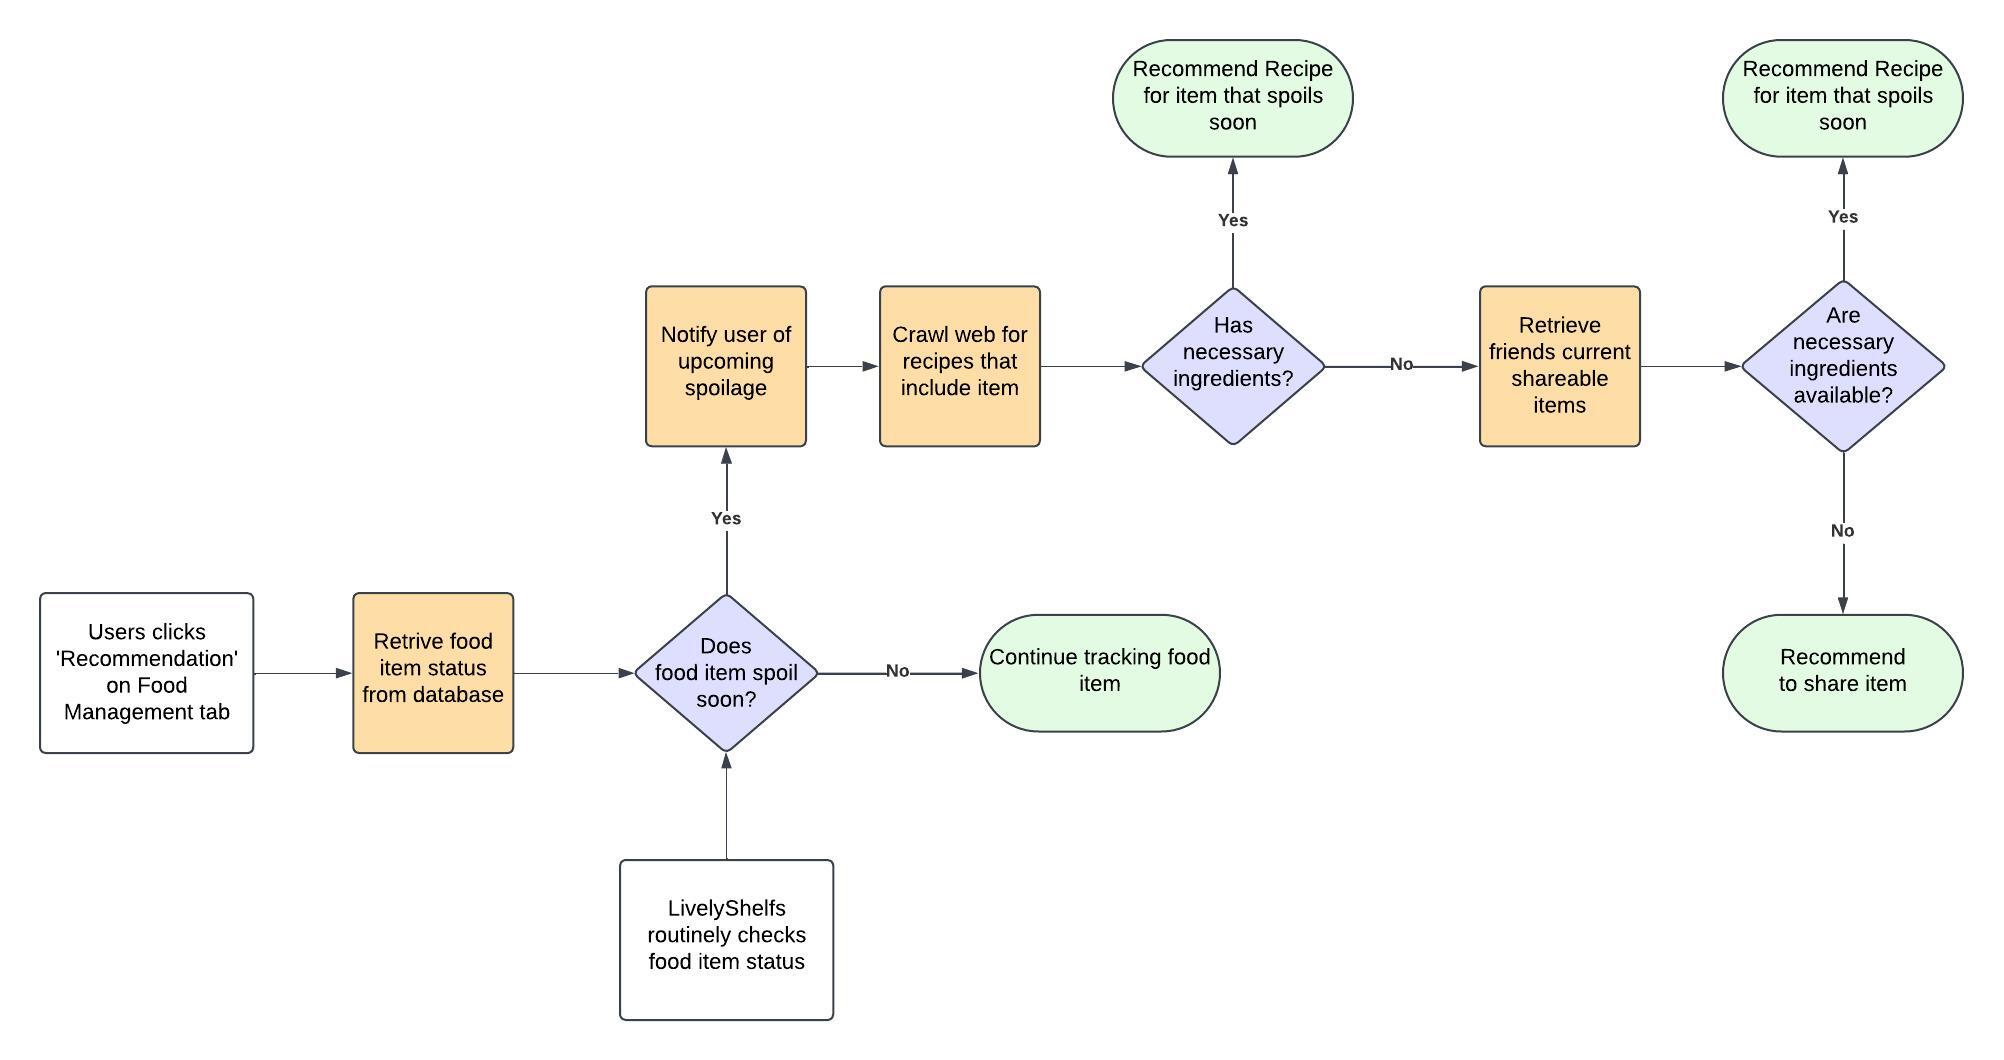 Recommend Recipe
for item that spoils
soon
Recommend Recipe
for item that spoils
soon
Yes
Yes
Notify user of
upcoming
spoilage
Crawl web for
recipes that
include item
Has
necessary
ingredients?
No
Retrieve
friends current
shareable
items
Are
necessary
ingredients
available?
Yes
No
Users clicks
'Recommendation'
on Food
Management tab
Retrive food
item status
from database
Does
food item spoil
soon?
No
Continue tracking food
item
Recommend
to share item
LivelyShelfs
routinely checks
food item status